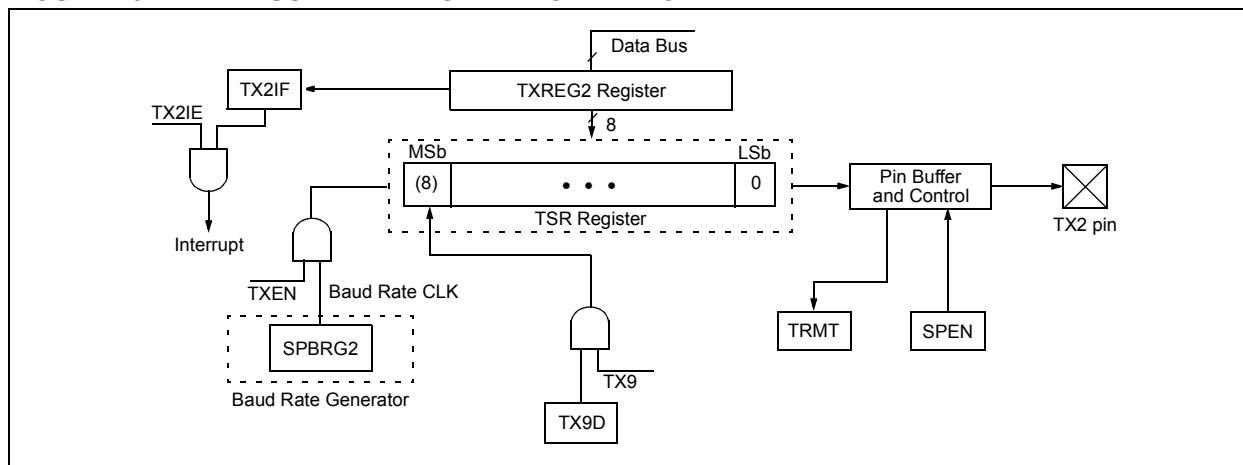 Data Bus
TX2IF
TXREG2 Register
TX2IE
8
MSb
LSb
(8)
• • •
0
Pin Buffer
and Control
TSR Register
TX2 pin
Interrupt
TXEN
Baud Rate CLK
TRMT
SPEN
SPBRG2
TX9
Baud Rate Generator
TX9D